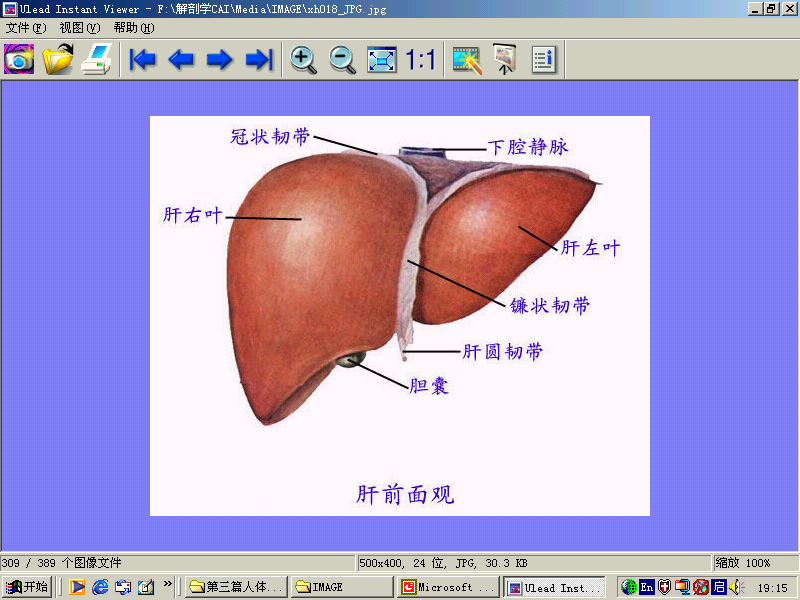 Ulead Instant Viewer - F:\解剖学CAI\Media\IMAGE\xh018_JPG.jpg
文件(F) 视图(V) 帮助(H)
1:1
冠状韧带
下腔静脉
肝右叶
肝左叶
镰状韧带
肝圆韧带
胆囊
肝前面观
309 / 389 个图像文件 500x400, 24 位, JPG, 30.3 KB 缩放 100%
开始 » 第三篇人体... IMAGE Microsoft ... Ulead Inst... En 启 19:15